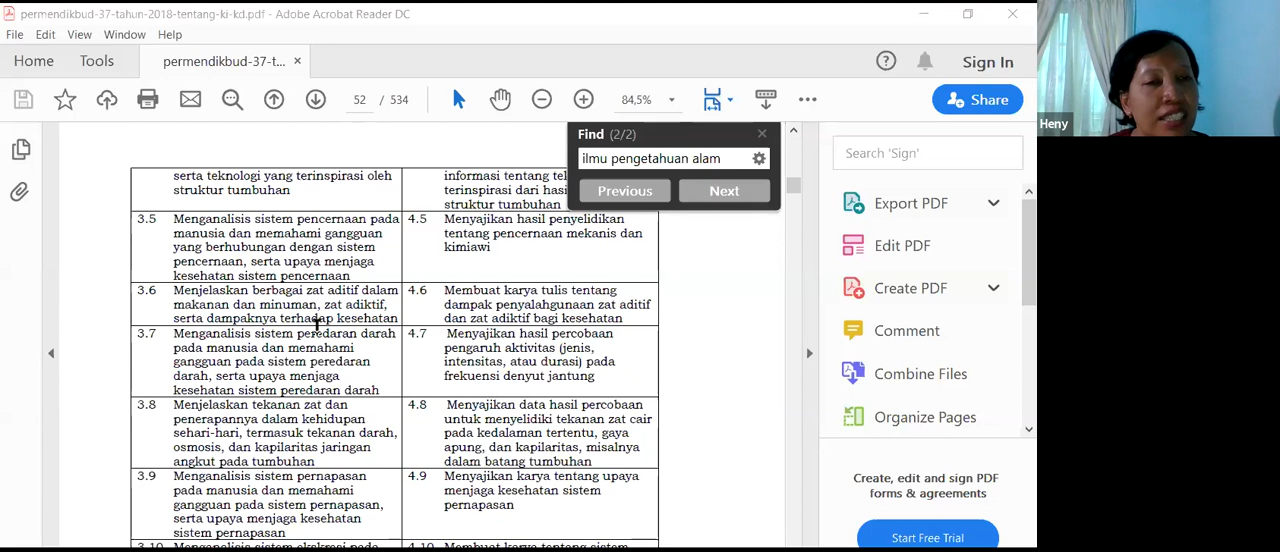 permendikbud-37-tahun-2018-tentang-ki-kd.pdf - Adobe Acrobat Reader DC
File Edit View Window Help
Home Tools permendikbud-37-t... × Sign In
52 / 534 84,5% Share
Heny
Find (2/2)
ilmu pengetahuan alam
Previous Next
serta teknologi yang terinspirasi oleh
struktur tumbuhan
informasi tentang
terinspirasi dari
struktur tumbuhan
3.5 Menganalisis sistem pencernaan pada
manusia dan memahami gangguan
yang berhubungan dengan sistem
pencernaan, serta upaya menjaga
kesehatan sistem pencernaan
4.5 Menyajikan hasil penyelidikan
tentang pencernaan mekanis dan
kimiawi
3.6 Menjelaskan berbagai zat aditif dalam
makanan dan minuman, zat adiktif,
serta dampaknya terhadap kesehatan
4.6 Membuat karya tulis tentang
dampak penyalahgunaan zat aditif
dan zat adiktif bagi kesehatan
3.7 Menganalisis sistem peredaran darah
pada manusia dan memahami
gangguan pada sistem peredaran
darah, serta upaya menjaga
kesehatan sistem peredaran darah
4.7 Menyajikan hasil percobaan
pengaruh aktivitas (jenis,
intensitas, atau durasi) pada
frekuensi denyut jantung
3.8 Menjelaskan tekanan zat dan
penerapannya dalam kehidupan
sehari-hari, termasuk tekanan darah,
osmosis, dan kapilaritas jaringan
angkut pada tumbuhan
4.8 Menyajikan data hasil percobaan
untuk menyelidiki tekanan zat cair
pada kedalaman tertentu, gaya
apung, dan kapilaritas, misalnya
dalam batang tumbuhan
3.9 Menganalisis sistem pernapasan
pada manusia dan memahami
gangguan pada sistem pernapasan,
serta upaya menjaga kesehatan
sistem pernapasan
4.9 Menyajikan karya tentang upaya
menjaga kesehatan sistem
pernapasan
3.10 Menganalisis sistem ekskresi pada
4.10 Membuat karya tentang sistem
Search 'Sign'
Export PDF
Edit PDF
Create PDF
Comment
Combine Files
Organize Pages
Create, edit and sign PDF
forms & agreements
Start Free Trial